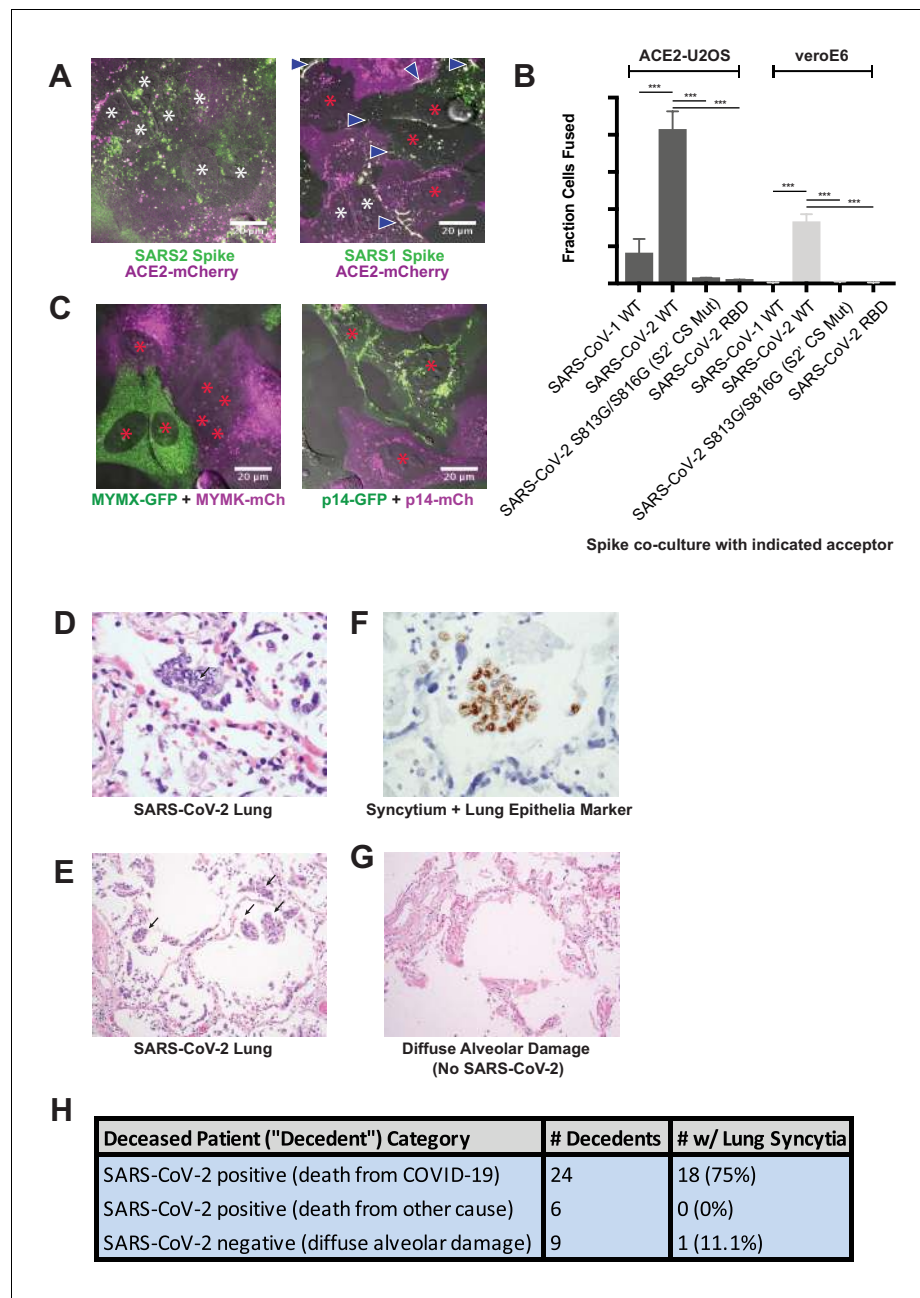 A
20 µm
SARS2 Spike
ACE2-mCherry
20 µm
SARS1 Spike
ACE2-mCherry
B
ACE2-U2OS
veroE6
***
***
***
***
***
***
Fraction Cells Fused
SARS-CoV-1 WT
SARS-CoV-2 WT
SARS-CoV-2 S813G/S816G (S2' CS Mut)
SARS-CoV-2 RBD
SARS-CoV-1 WT
SARS-CoV-2 WT
SARS-CoV-2 S813G/S816G (S2' CS Mut)
SARS-CoV-2 RBD
Spike co-culture with indicated acceptor
C
20 µm
MYMX-GFP + MYMK-mCh
20 µm
p14-GFP + p14-mCh
D
SARS-CoV-2 Lung
F
Syncytium + Lung Epithelia Marker
E
SARS-CoV-2 Lung
G
Diffuse Alveolar Damage
(No SARS-CoV-2)
H
Deceased Patient ("Decedent") Category # Decedents # w/ Lung Syncytia
SARS-CoV-2 positive (death from COVID-19) 24 18 (75%)
SARS-CoV-2 positive (death from other cause) 6 0 (0%)
SARS-CoV-2 negative (diffuse alveolar damage) 9 1 (11.1%)